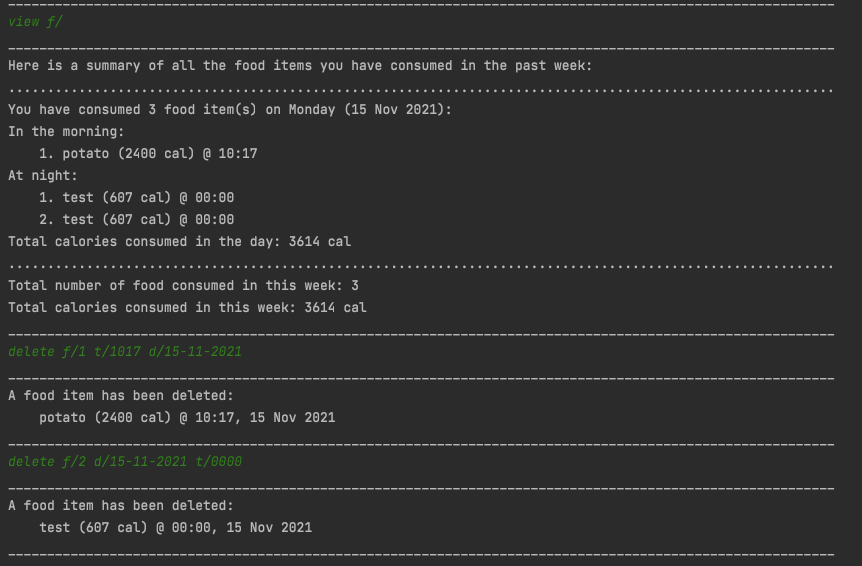 view f/
Here is a summary of all the food items you have consumed in the past week:
You have consumed 3 food item(s) on Monday (15 Nov 2021):
In the morning:
1. potato (2400 cal) @ 10:17
At night:
1. test (607 cal) @ 00:00
2. test (607 cal) @ 00:00
Total calories consumed in the day: 3614 cal
Total number of food consumed in this week: 3
Total calories consumed in this week: 3614 cal
delete f/1 t/1017 d/15-11-2021
A food item has been deleted:
potato (2400 cal) @ 10:17, 15 Nov 2021
delete f/2 d/15-11-2021 t/0000
A food item has been deleted:
test (607 cal) @ 00:00, 15 Nov 2021